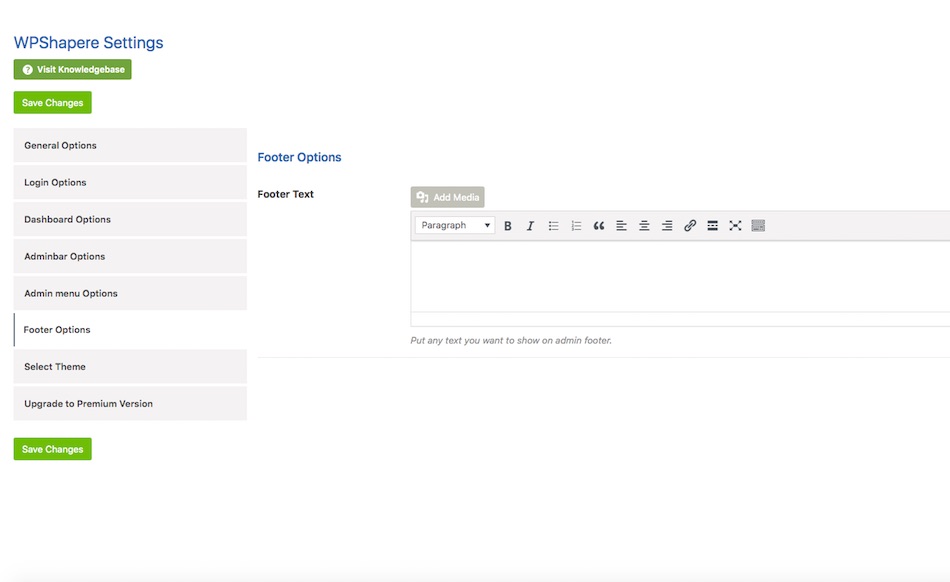 WPShapere Settings
Visit Knowledgebase
Save Changes
General Options
Login Options
Dashboard Options
Adminbar Options
Admin menu Options
Footer Options
Select Theme
Upgrade to Premium Version
Save Changes
Footer Options
Footer Text
Add Media
Paragraph
Put any text you want to show on admin footer.